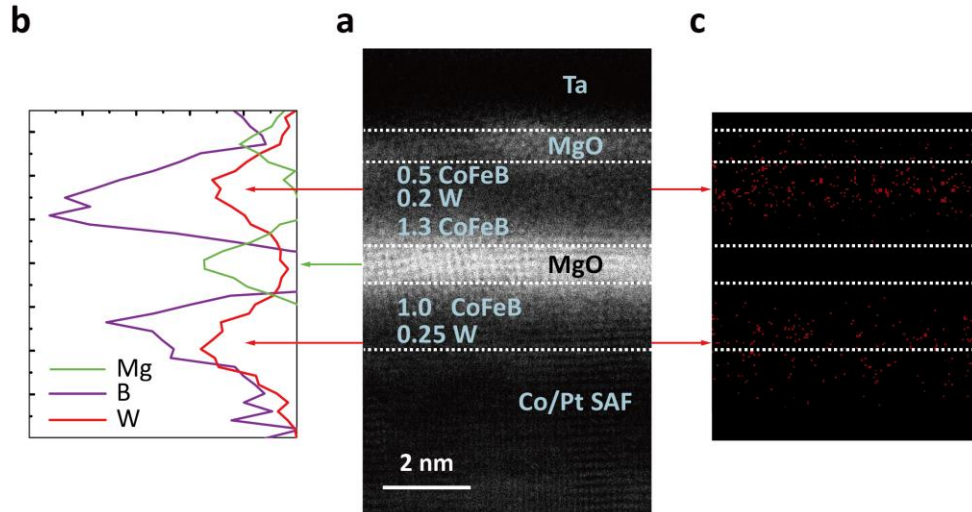 b
a
c
Ta
MgO
0.5 CoFeB
0.2 W
1.3 CoFeB
MgO
1.0 CoFeB
0.25 W
Co/Pt SAF
2 nm
Mg
B
W